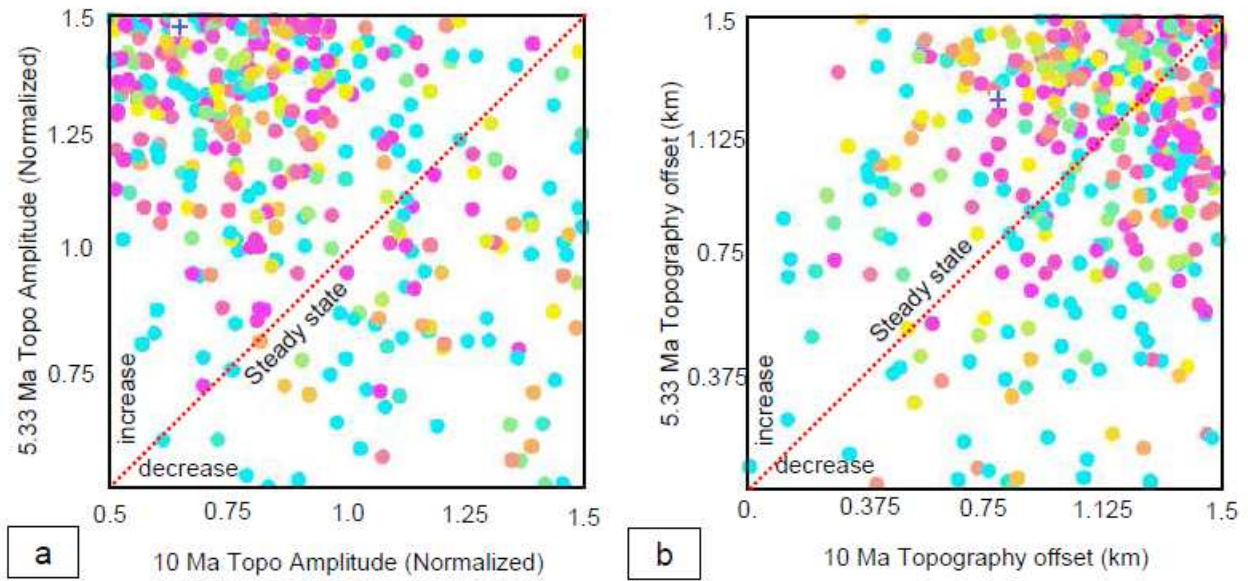 1.5
1.25
1.0
0.75
5.33 Ma Topo Amplitude (Normalized)
increase
decrease
Steady state
0.5
0.75
1.0
1.25
1.5
10 Ma Topo Amplitude (Normalized)
a
1.5
1.125
0.75
0.375
5.33 Ma Topography offset (km)
increase
decrease
Steady state
0.
0.375
0.75
1.125
1.5
10 Ma Topography offset (km)
b